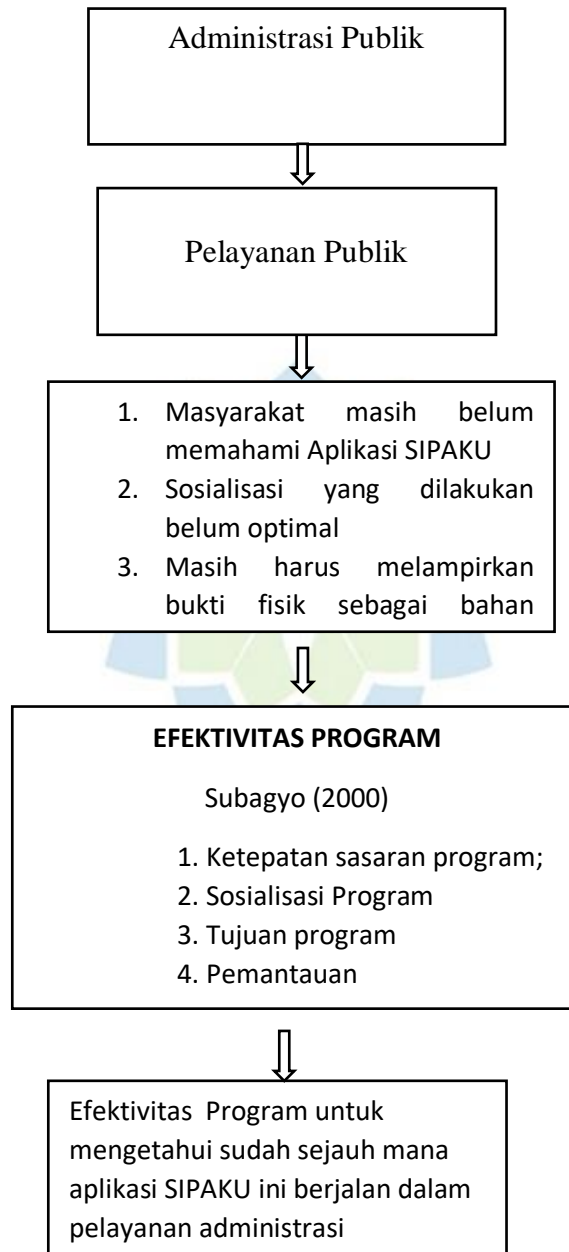 Administrasi Publik
Pelayanan Publik
1. Masyarakat masih belum
memahami Aplikasi SIPAKU
2. Sosialisasi yang dilakukan
belum optimal
3. Masih harus melampirkan
bukti fisik sebagai bahan
EFEKTIVITAS PROGRAM
Subagyo (2000)
1. Ketepatan sasaran program;
2. Sosialisasi Program
3. Tujuan program
4. Pemantauan
Efektivitas Program untuk
mengetahui sudah sejauh mana
aplikasi SIPAKU ini berjalan dalam
pelayanan administrasi